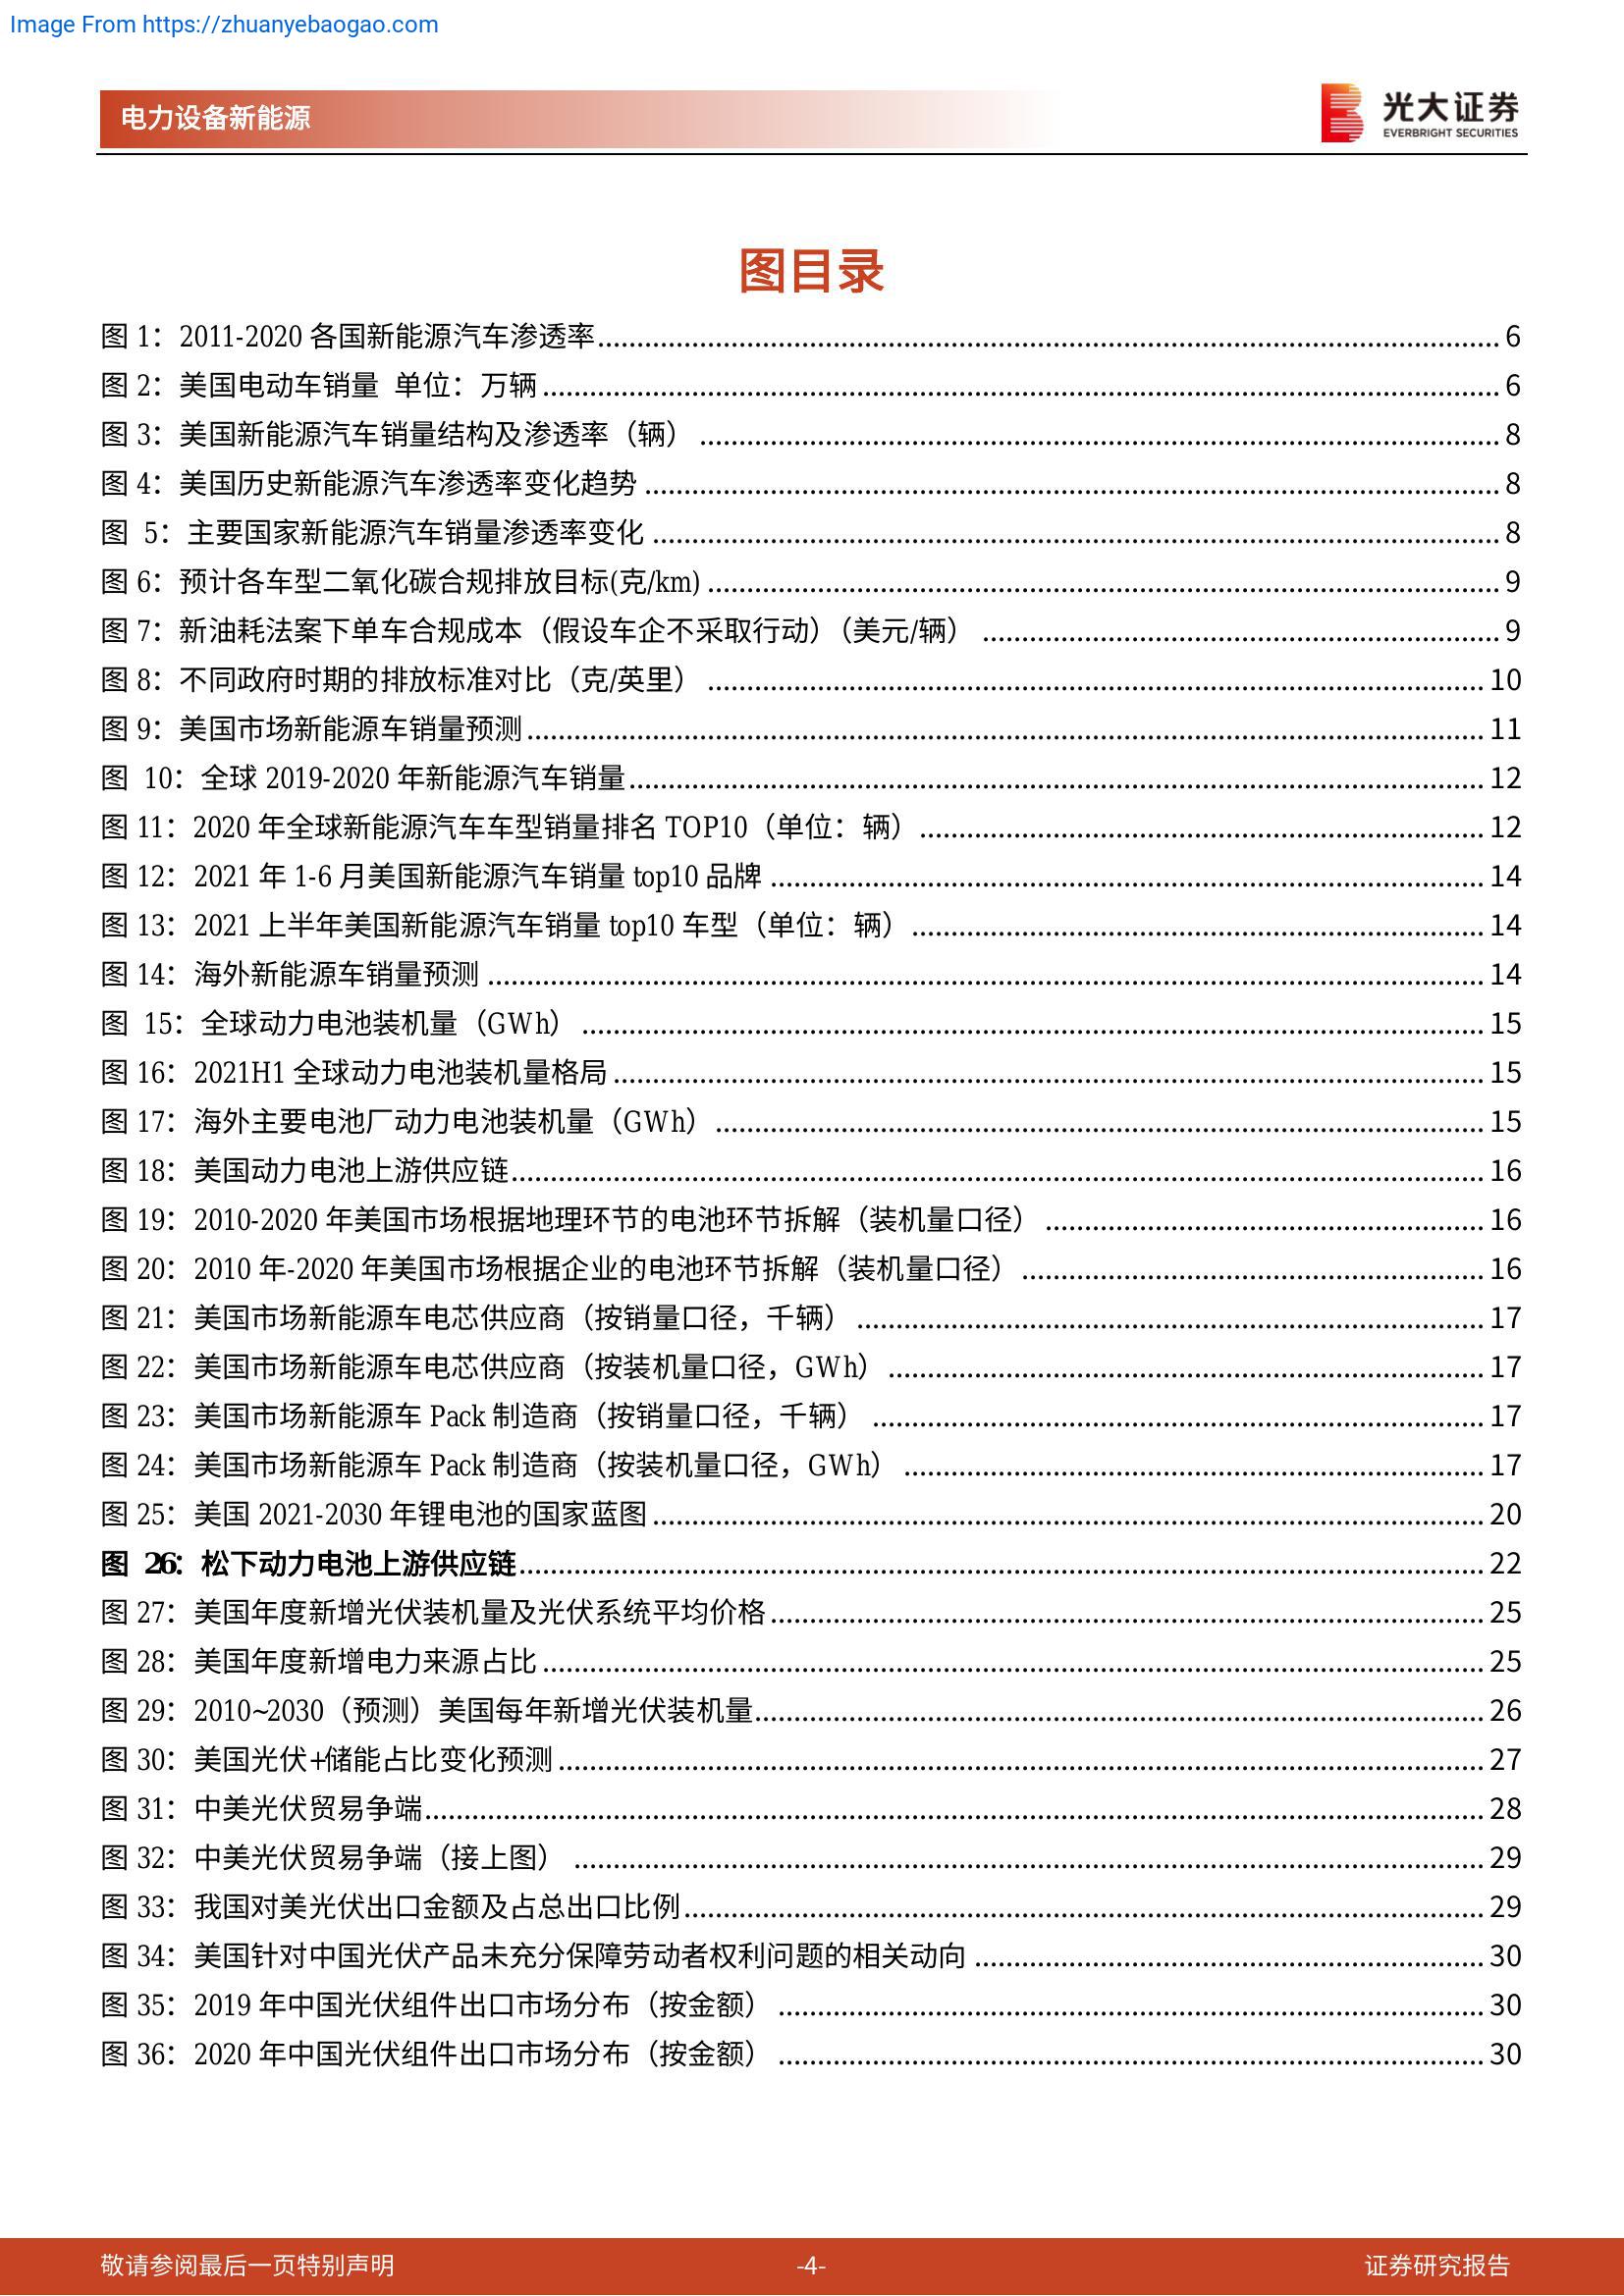 Image From https://zhuanyebaogao.com
电力设备新能源
光大证券
EVERBRIGHT SECURITIES
图目录
图 1：2011-2020 各国新能源汽车渗透率 6
图 2：美国电动车销量 单位：万辆 6
图 3：美国新能源汽车销量结构及渗透率（辆） 8
图 4：美国历史新能源汽车渗透率变化趋势 8
图 5：主要国家新能源汽车销量渗透率变化 8
图 6：预计各车型二氧化碳合规排放目标(克/km) 9
图 7：新油耗法案下单车合规成本（假设车企不采取行动）（美元/辆） 9
图 8：不同政府时期的排放标准对比（克/英里） 10
图 9：美国市场新能源车销量预测 11
图 10：全球 2019-2020 年新能源汽车销量 12
图 11：2020 年全球新能源汽车车型销量排名 TOP10（单位：辆） 12
图 12：2021 年 1-6 月美国新能源汽车销量 top10 品牌 14
图 13：2021 上半年美国新能源汽车销量 top10 车型（单位：辆） 14
图 14：海外新能源车销量预测 14
图 15：全球动力电池装机量（GWh） 15
图 16：2021H1 全球动力电池装机量格局 15
图 17：海外主要电池厂动力电池装机量（GWh） 15
图 18：美国动力电池上游供应链 16
图 19：2010-2020 年美国市场根据地理环节的电池环节拆解（装机量口径） 16
图 20：2010 年-2020 年美国市场根据企业的电池环节拆解（装机量口径） 16
图 21：美国市场新能源车电芯供应商（按销量口径，千辆） 17
图 22：美国市场新能源车电芯供应商（按装机量口径，GWh） 17
图 23：美国市场新能源车 Pack 制造商（按销量口径，千辆） 17
图 24：美国市场新能源车 Pack 制造商（按装机量口径，GWh） 17
图 25：美国 2021-2030 年锂电池的国家蓝图 20
图 26：松下动力电池上游供应链 22
图 27：美国年度新增光伏装机量及光伏系统平均价格 25
图 28：美国年度新增电力来源占比 25
图 29：2010~2030（预测）美国每年新增光伏装机量 26
图 30：美国光伏+储能占比变化预测 27
图 31：中美光伏贸易争端 28
图 32：中美光伏贸易争端（接上图） 29
图 33：我国对美光伏出口金额及占总出口比例 29
图 34：美国针对中国光伏产品未充分保障劳动者权利问题的相关动向 30
图 35：2019 年中国光伏组件出口市场分布（按金额） 30
图 36：2020 年中国光伏组件出口市场分布（按金额） 30
敬请参阅最后一页特别声明 -4- 证券研究报告